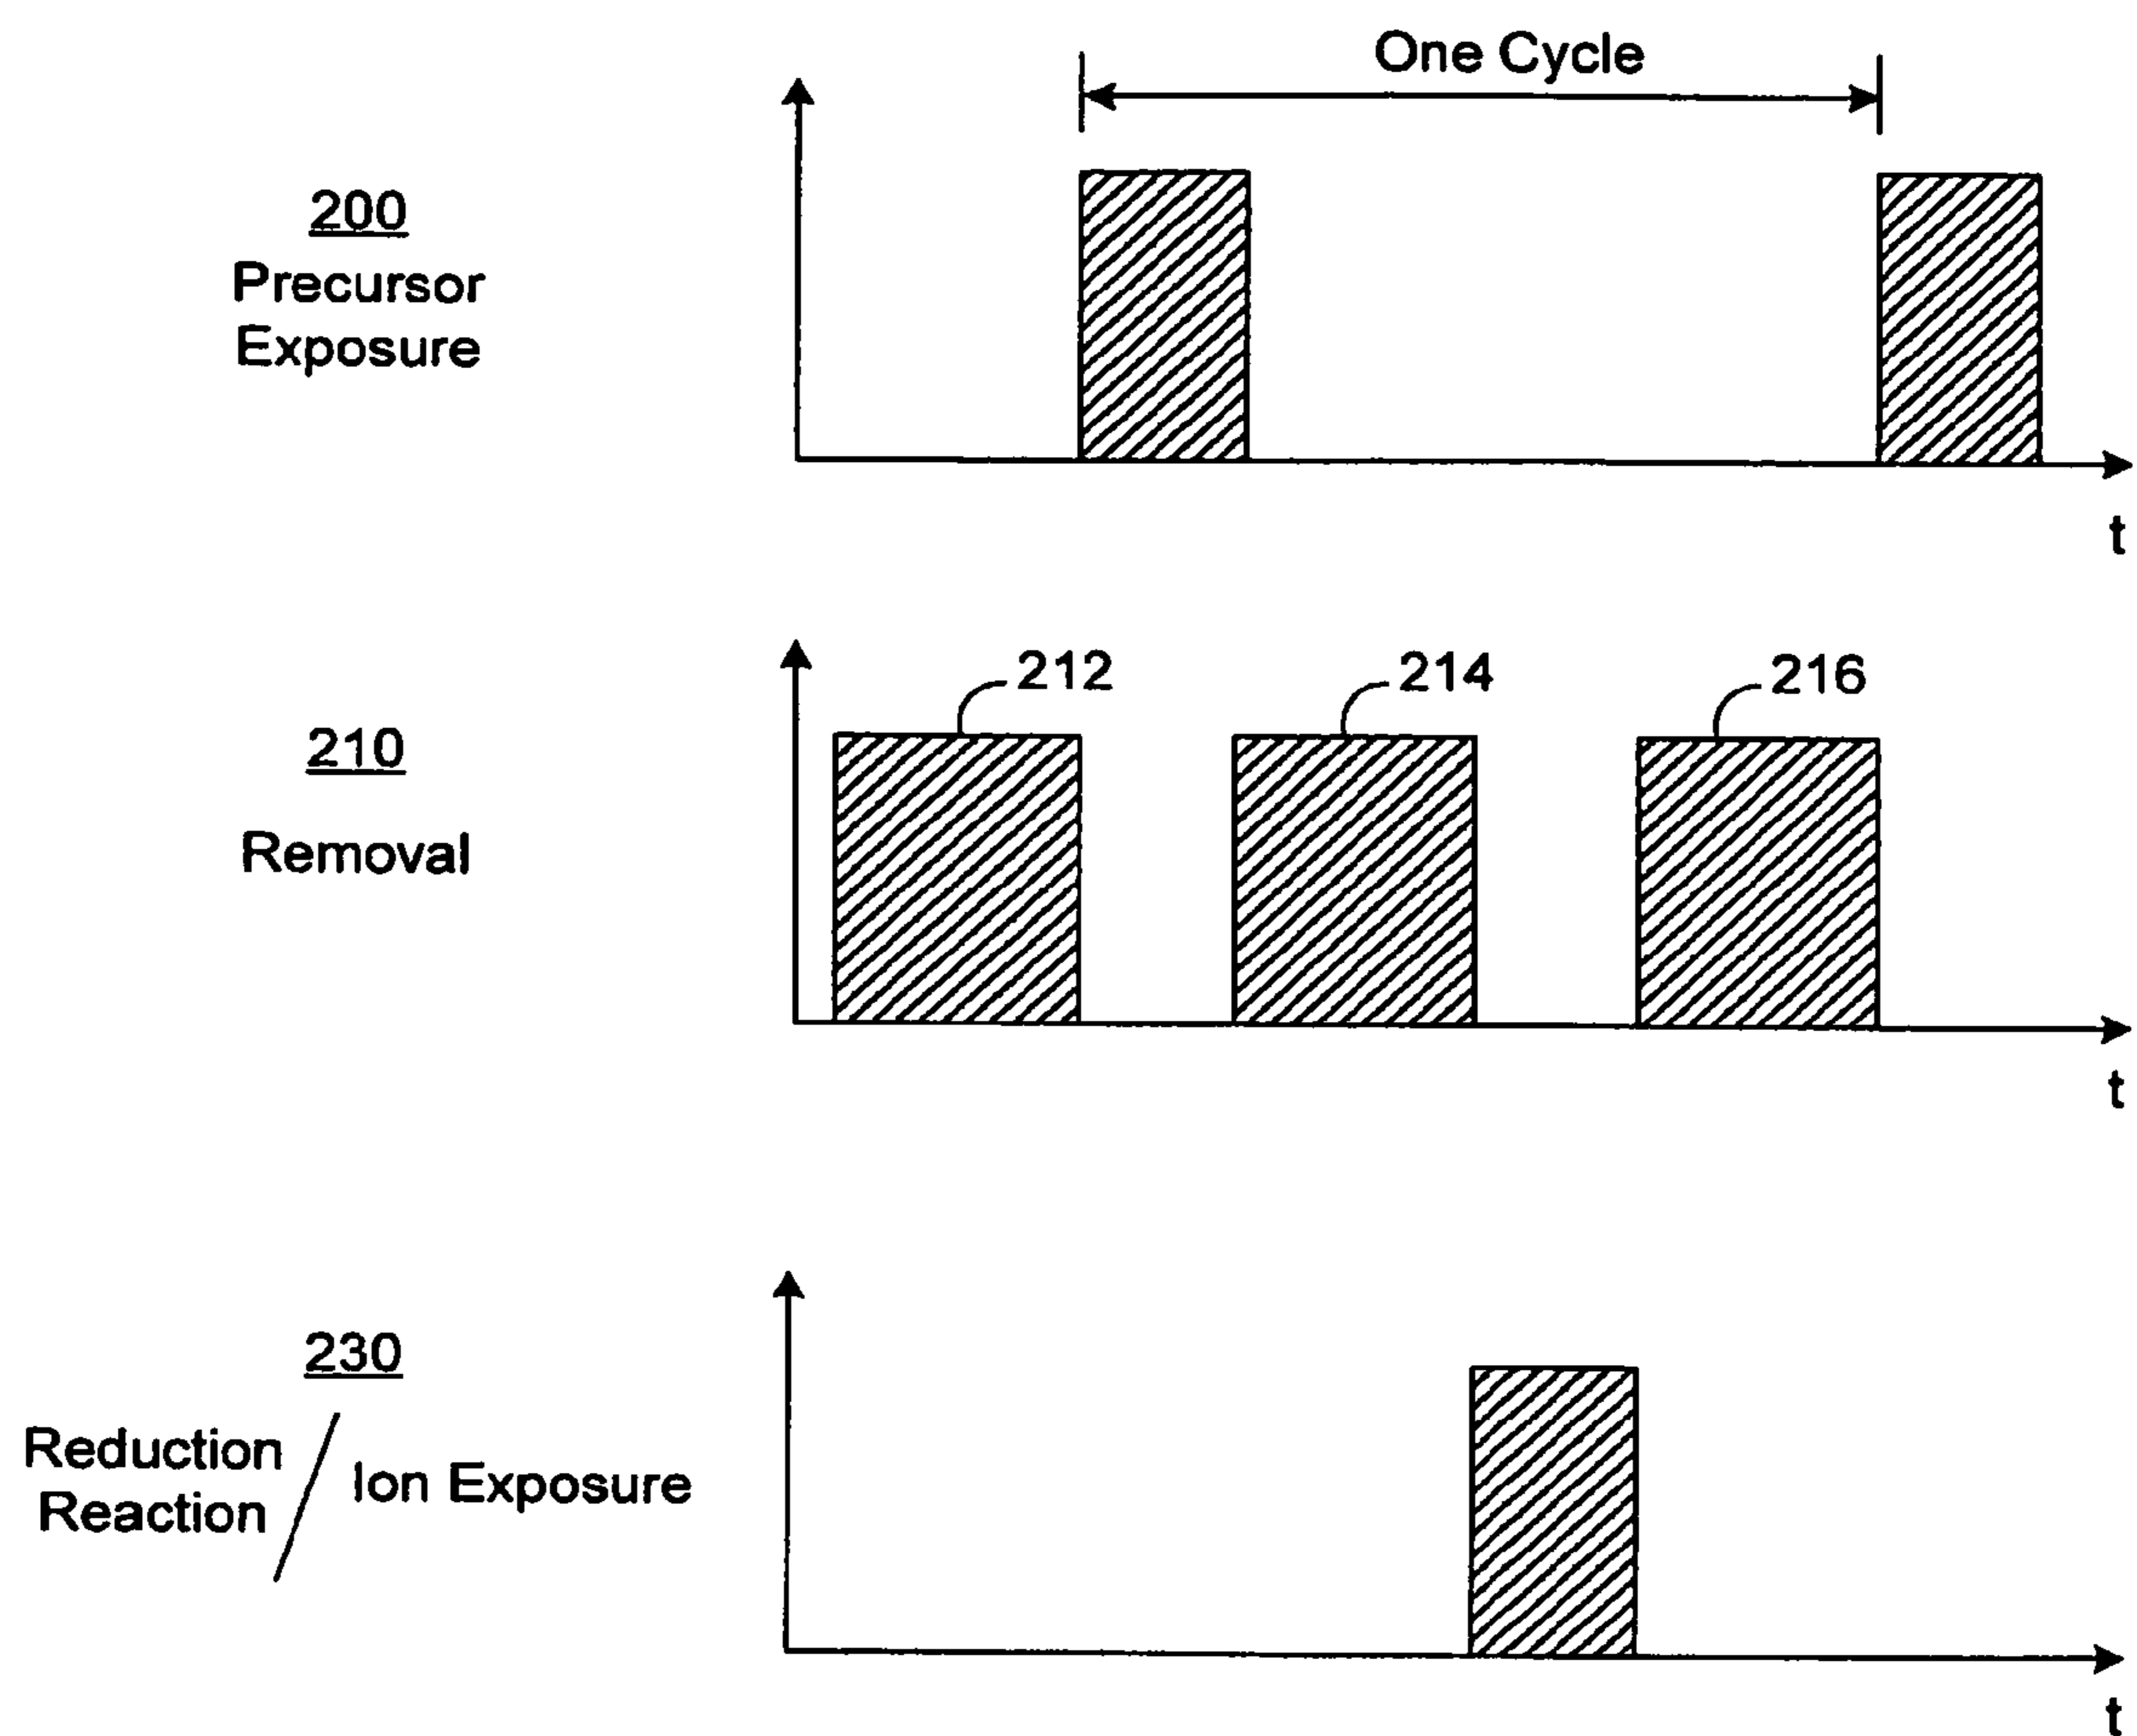 One Cycle
200
Precursor
Exposure
t
212
214
216
210
Removal
t
230
Reduction
Reaction
Ion Exposure
t